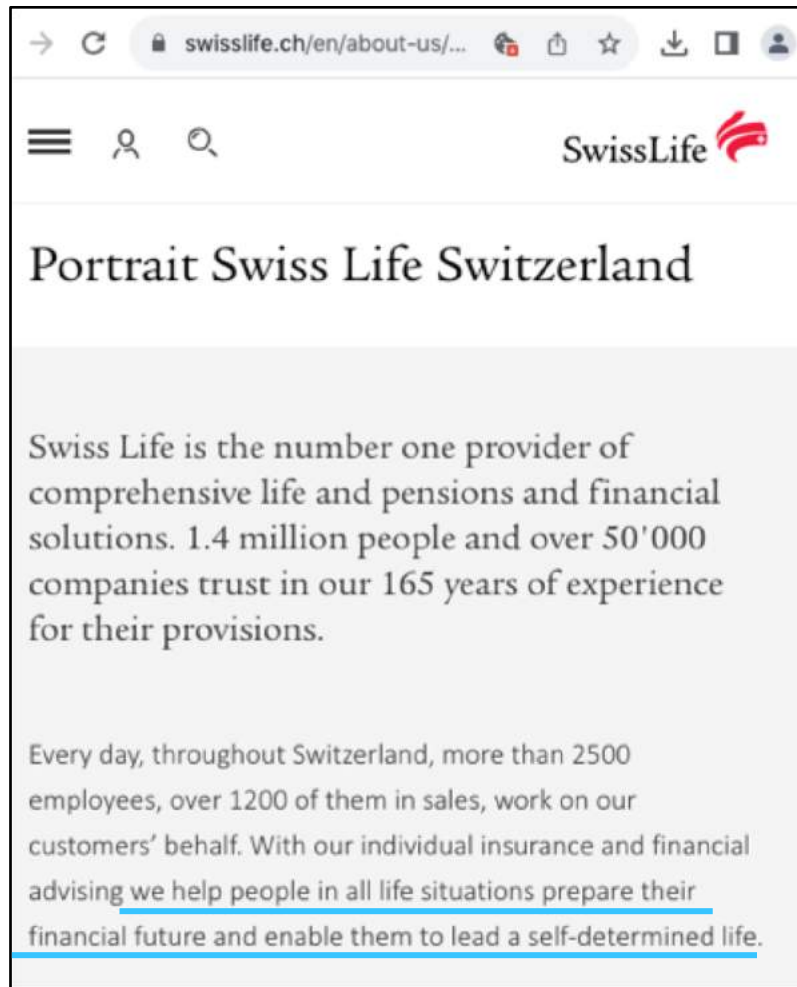 swisslife.ch/en/about-us/...
SwissLife
Portrait Swiss Life Switzerland
Swiss Life is the number one provider of
comprehensive life and pensions and financial
solutions. 1.4 million people and over 50'000
companies trust in our 165 years of experience
for their provisions.
Every day, throughout Switzerland, more than 2500
employees, over 1200 of them in sales, work on our
customers’ behalf. With our individual insurance and financial
advising we help people in all life situations prepare their
financial future and enable them to lead a self-determined life.